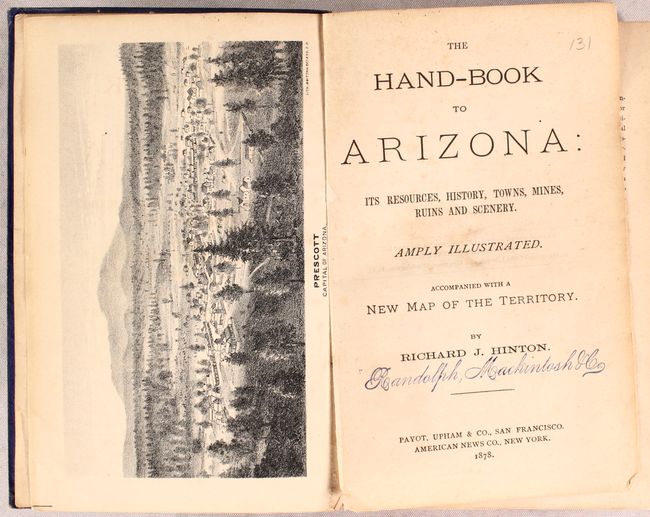 PRESCOTT
CAPITAL OF ARIZONA.
131
THE
HAND-BOOK
TO
ARIZONA:
ITS RESOURCES, HISTORY, TOWNS, MINES,
RUINS AND SCENERY.
AMPLY ILLUSTRATED.
ACCOMPANIED WITH A
NEW MAP OF THE TERRITORY.
BY
RICHARD J. HINTON.
Randolph, Mackintosh & Co
PAYOT, UPHAM & CO., SAN FRANCISCO.
AMERICAN NEWS CO., NEW YORK.
1878.